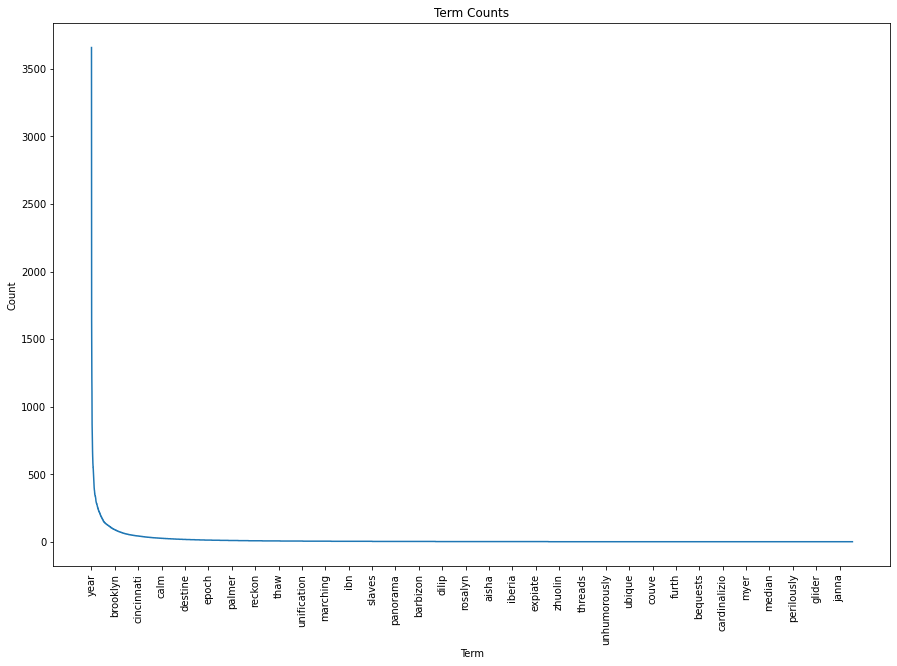 Term Counts
3500
3000
2500
2000
1500
1000
500
0
Count
year
brooklyn
cincinnati
calm
destine
epoch
palmer
reckon
thaw
unification
marching
ibn
slaves
panorama
barbizon
dilip
rosalyn
aisha
iberia
expiate
zhuolin
threads
unhumorously
ubique
couve
furth
bequests
cardinalizio
myer
median
perilously
glider
janna
Term